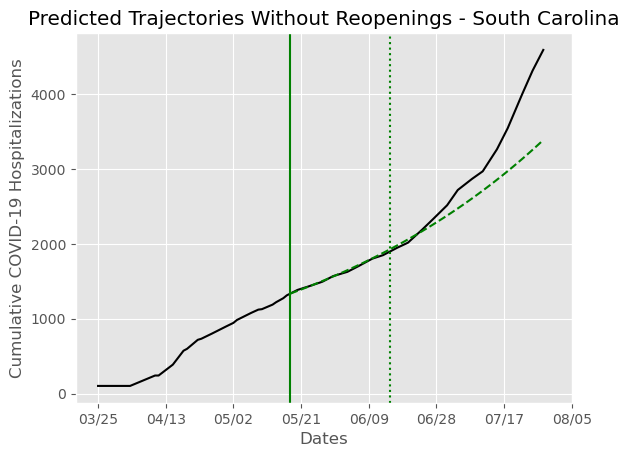 Predicted Trajectories Without Reopenings - South Carolina
Cumulative COVID-19 Hospitalizations
4000
3000
2000
1000
0
03/25 04/13 05/02 05/21 06/09 06/28 07/17 08/05
Dates